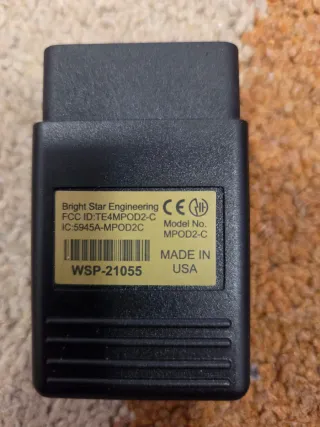 Bright Star Engineering
FCC ID:TE4MPOD2-C
IC:5945A-MPOD2C
CE
Model No.
MPOD2-C
WSP-21055
MADE IN
USA